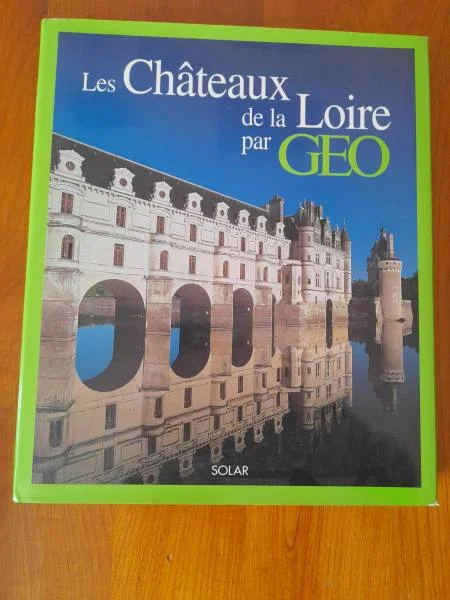 Les Châteaux
de la Loire
par GEO
SOLAR